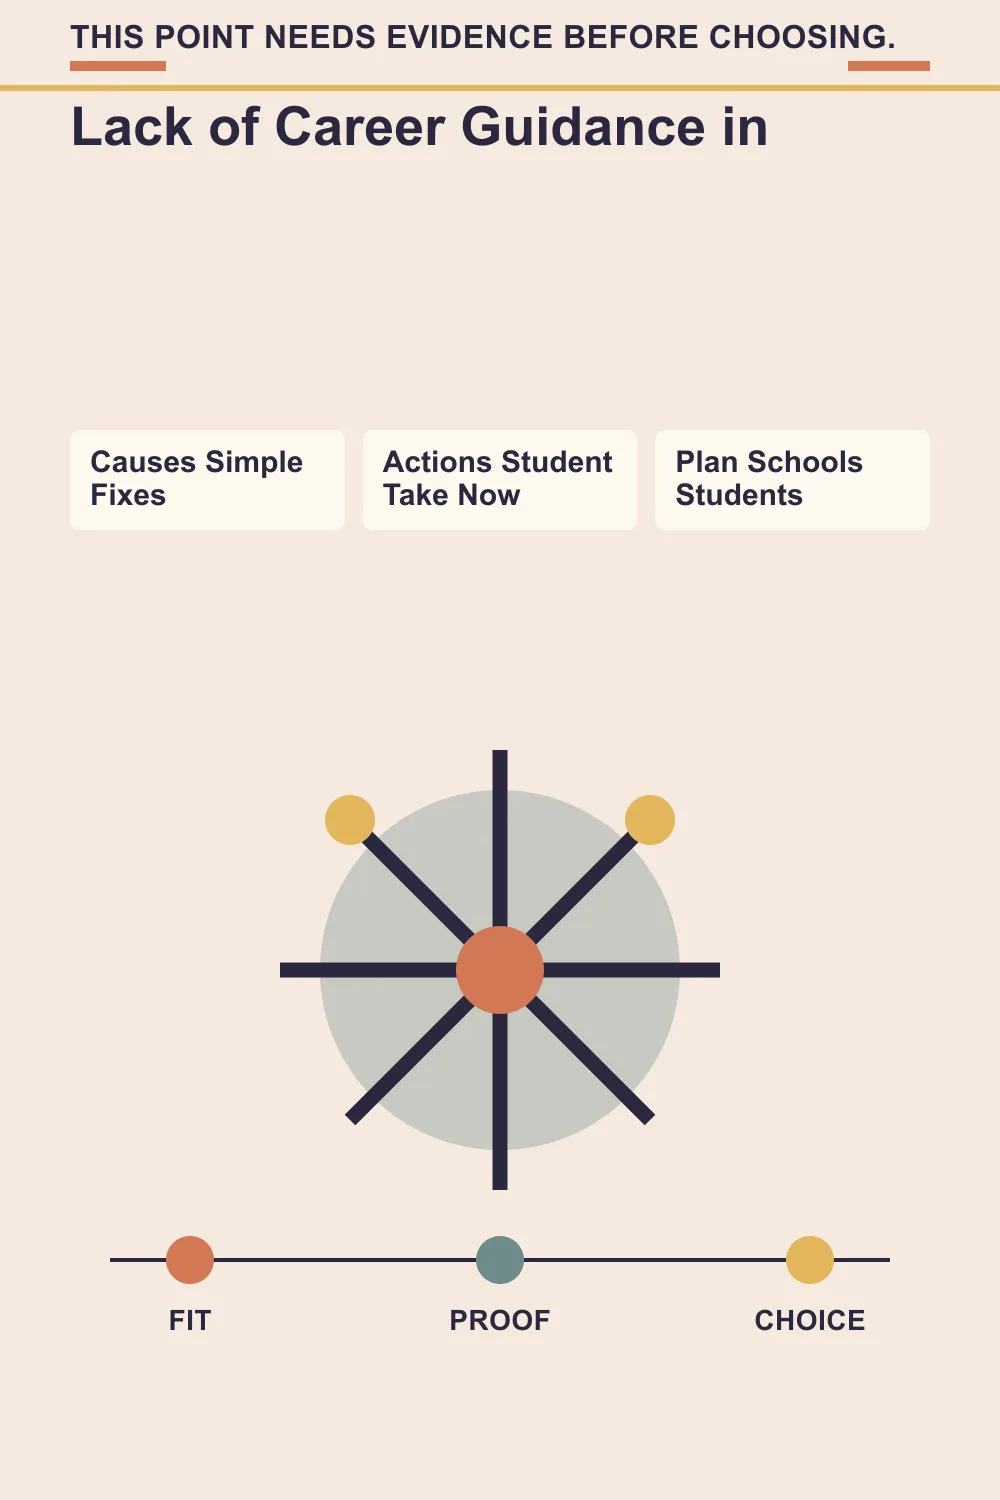 THIS POINT NEEDS EVIDENCE BEFORE CHOOSING.
Lack of Career Guidance in
Causes Simple
Fixes
Actions Student
Take Now
Plan Schools
Students
FIT
PROOF
CHOICE